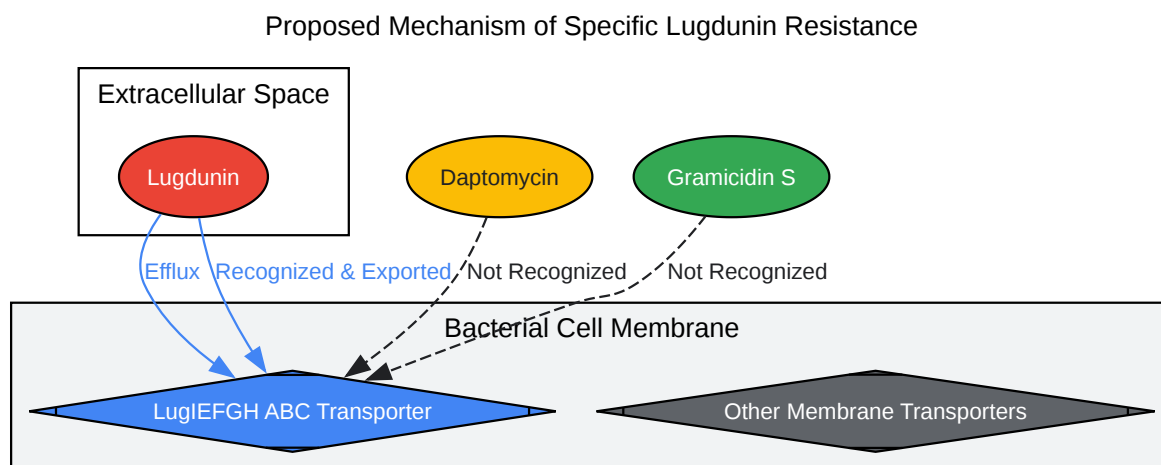 Proposed Mechanism of Specific Lugdunin Resistance
Extracellular Space
Lugdunin
Daptomycin
Gramicidin S
Efflux
Recognized & Exported
Not Recognized
Not Recognized
Bacterial Cell Membrane
LugIEFGH ABC Transporter
Other Membrane Transporters